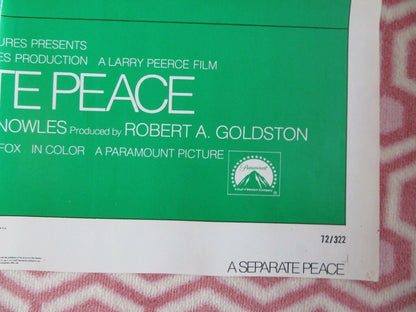 URES PRESENTS
ES PRODUCTION A LARRY PEERCE FILM
TE PEACE
NOWLES Produced by ROBERT A. GOLDSTON
FOX IN COLOR A PARAMOUNT PICTURE
Paramount
72/322
A SEPARATE PEACE